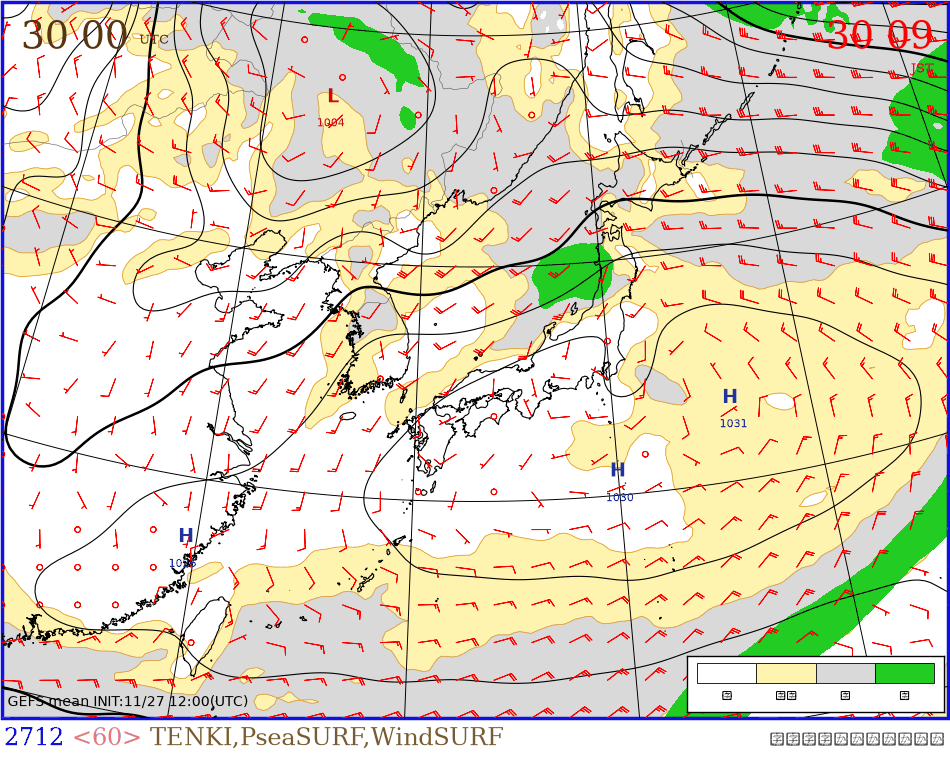 30 00 UTC
30 09
JST
L
1004
H
1031
H
1030
H
GEFS mean INIT:11/27 12:00(UTC)
2712 <60> TENKI,PseaSURF,WindSURF